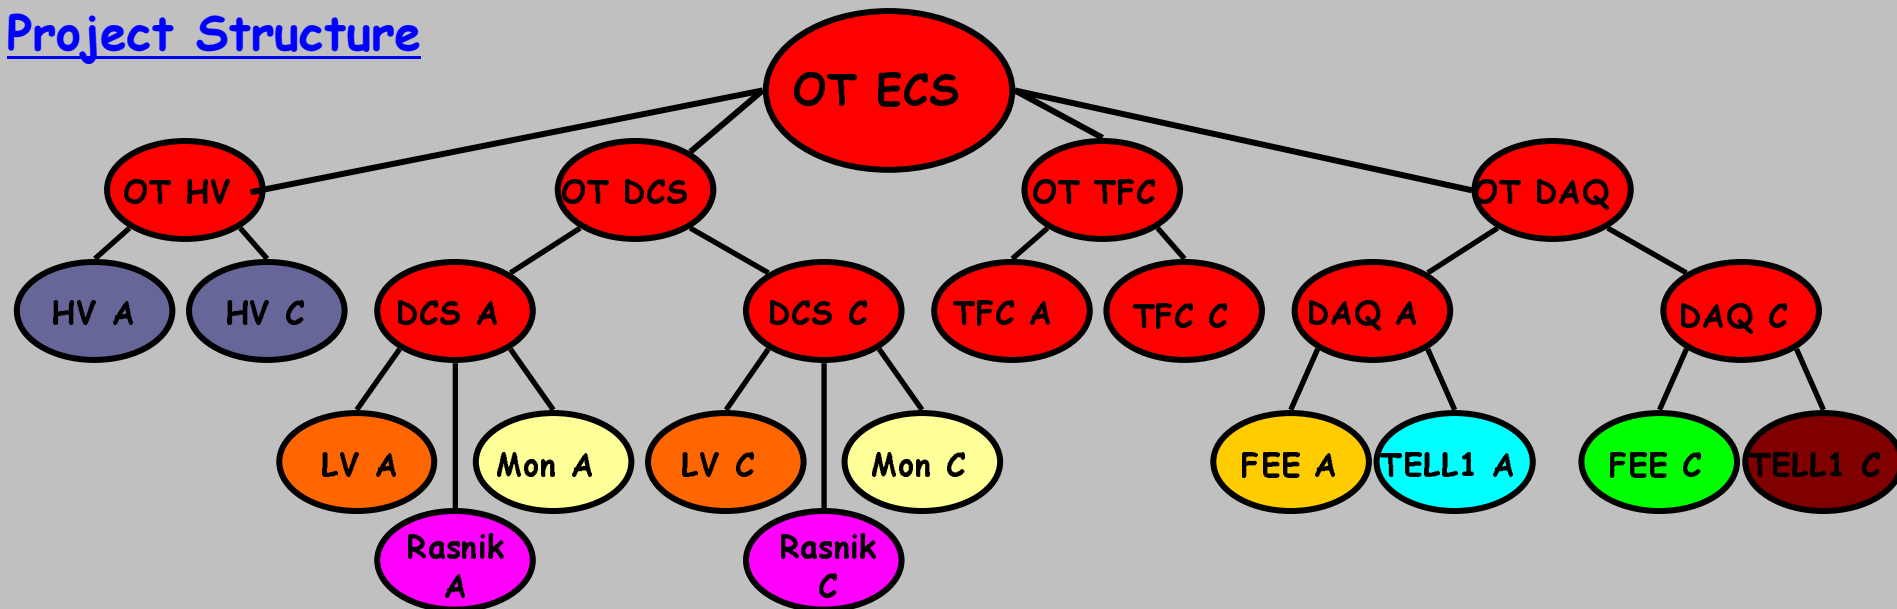 Project Structure
OT ECS
OT HV
OT DCS
OT TFC
OT DAQ
HV A
HV C
DCS A
DCS C
TFC A
TFC C
DAQ A
DAQ C
LV A
Mon A
LV C
Mon C
FEE A
TELL1 A
FEE C
TELL1 C
Rasnik
A
Rasnik
C